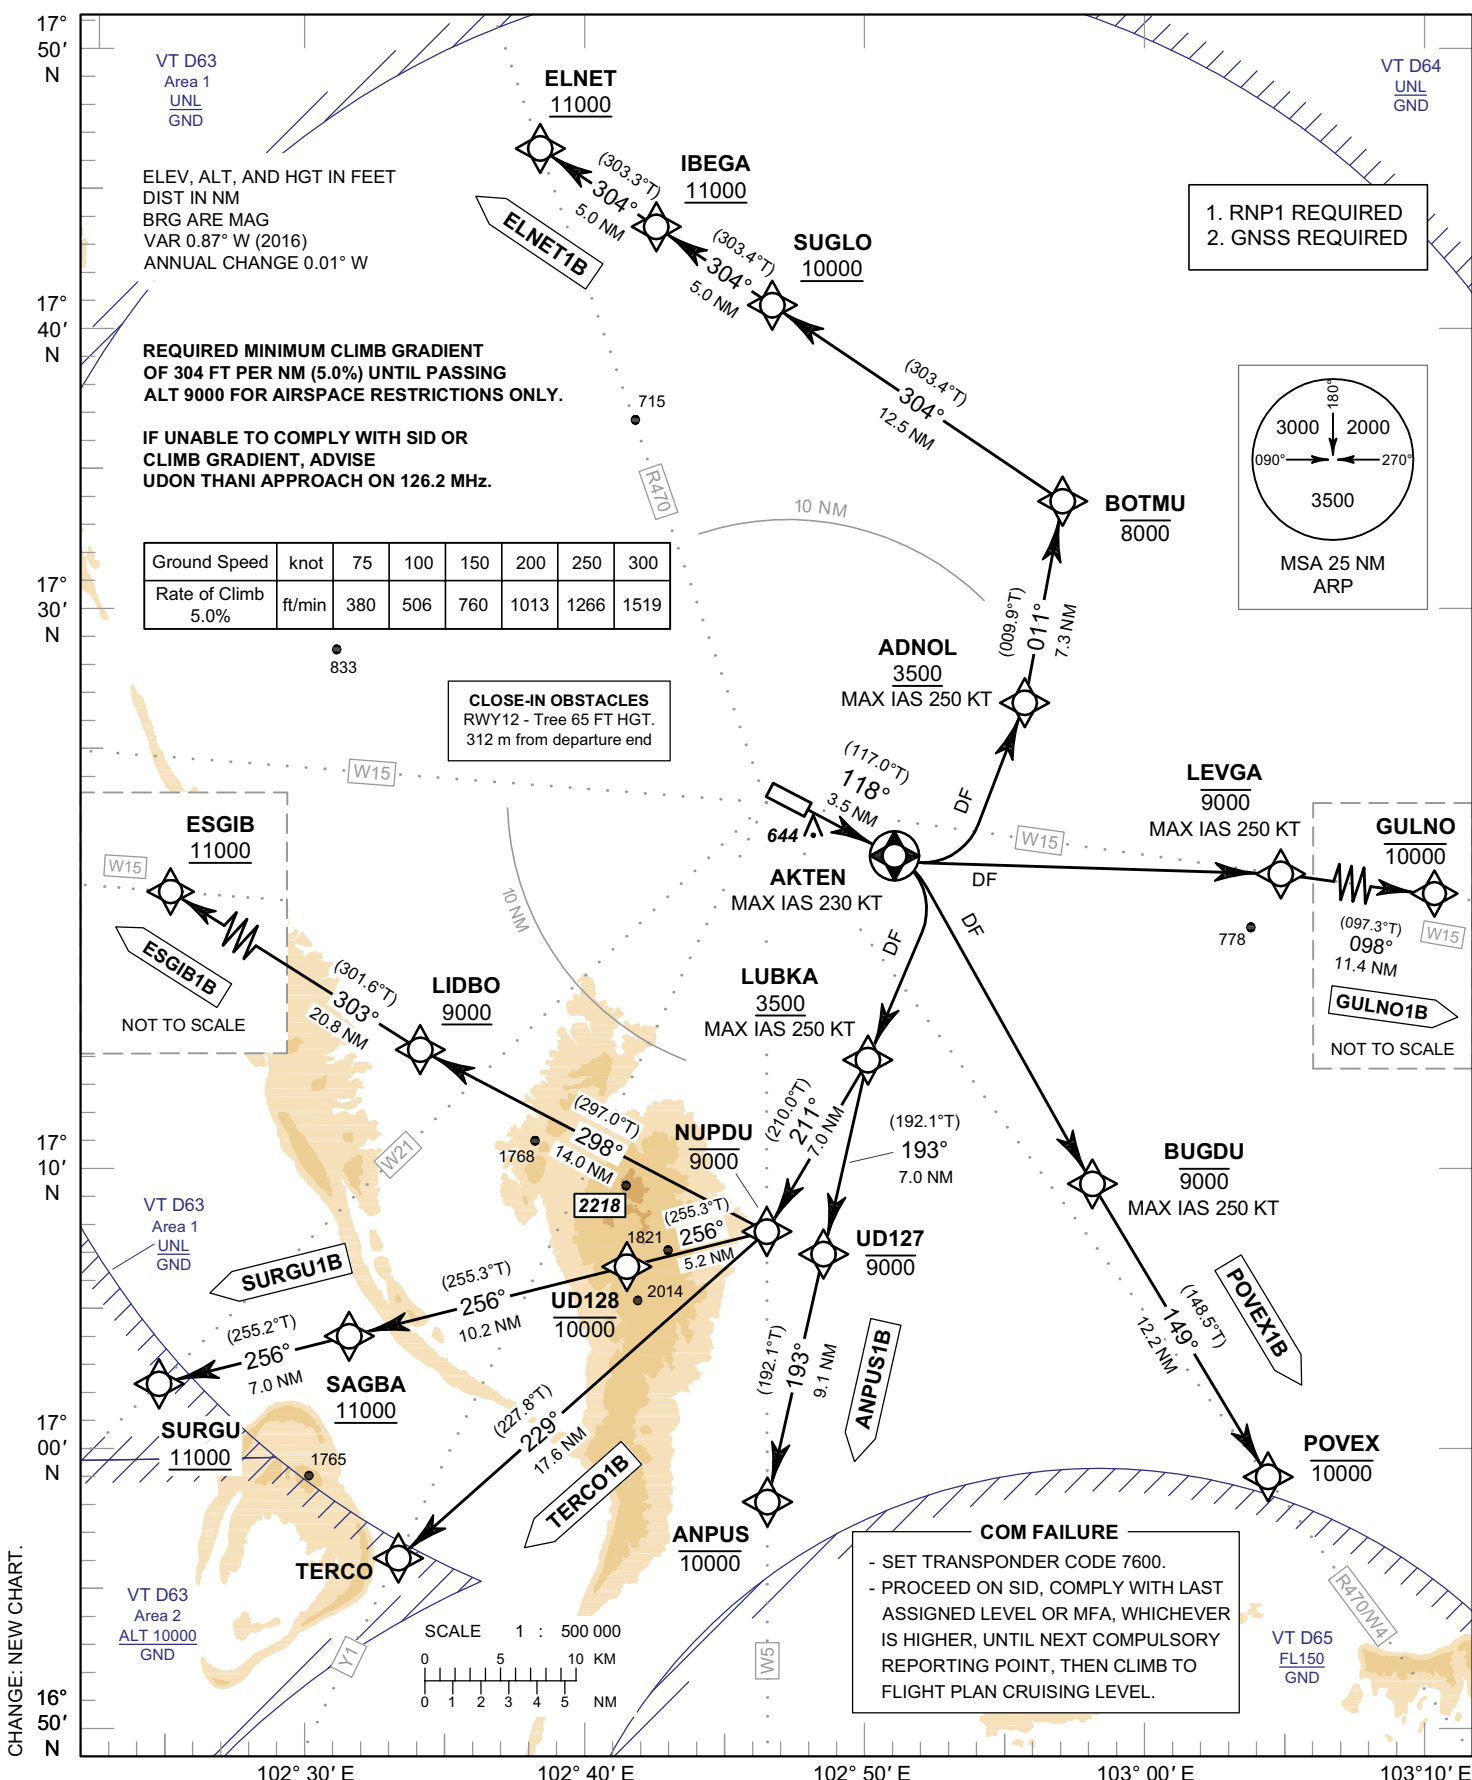 17°
50′
N
17°
40′
N
17°
30′
N
17°
10′
N
17°
00′
N
16°
50′
N
VT D63
Area 1
UNL
GND
ELNET
11000
VT D64
UNL
GND
ELEV, ALT, AND HGT IN FEET
DIST IN NM
BRG ARE MAG
VAR 0.87° W (2016)
ANNUAL CHANGE 0.01° W
(303.3°T)
304°
5.0 NM
IBEGA
11000
ELNET1B
(303.4°T)
304°
5.0 NM
SUGLO
10000
1. RNP1 REQUIRED
2. GNSS REQUIRED
REQUIRED MINIMUM CLIMB GRADIENT
OF 304 FT PER NM (5.0%) UNTIL PASSING
ALT 9000 FOR AIRSPACE RESTRICTIONS ONLY.
IF UNABLE TO COMPLY WITH SID OR
CLIMB GRADIENT, ADVISE
UDON THANI APPROACH ON 126.2 MHz.
715
R470
(303.4°T)
304°
12.5 NM
180°
3000 2000
090° 270°
3500
MSA 25 NM
ARP
10 NM
BOTMU
8000
Ground Speed knot 75 100 150 200 250 300
Rate of Climb
5.0% ft/min 380 506 760 1013 1266 1519
833
(009.9°T)
011°
7.3 NM
ADNOL
3500
MAX IAS 250 KT
CLOSE-IN OBSTACLES
RWY12 - Tree 65 FT HGT.
312 m from departure end
W15
(117.0°T)
118°
3.5 NM
644
DF
LEVGA
9000
MAX IAS 250 KT
W15
ESGIB
11000
W15
ESGIB1B
NOT TO SCALE
10 NM
AKTEN
MAX IAS 230 KT
DF
DF
DF
GULNO
10000
W15
(097.3°T)
098°
11.4 NM
GULNO1B
NOT TO SCALE
778
(301.6°T)
303°
20.8 NM
LIDBO
9000
LUBKA
3500
MAX IAS 250 KT
W21
(297.0°T)
298°
14.0 NM
1768
2218
NUPDU
9000
(210.0°T)
211°
7.0 NM
(192.1°T)
193°
7.0 NM
BUGDU
9000
MAX IAS 250 KT
VT D63
Area 1
UNL
GND
SURGU1B
(255.3°T)
256°
5.2 NM
1821
UD127
9000
UD128
10000
2014
(255.3°T)
256°
10.2 NM
(255.2°T)
256°
7.0 NM
SAGBA
11000
SURGU
11000
1765
(227.8°T)
229°
17.6 NM
TERCO1B
(192.1°T)
193°
9.1 NM
ANPUS1B
(148.5°T)
149°
12.2 NM
POVEX1B
POVEX
10000
ANPUS
10000
TERCO
COM FAILURE
- SET TRANSPONDER CODE 7600.
- PROCEED ON SID, COMPLY WITH LAST
ASSIGNED LEVEL OR MFA, WHICHEVER
IS HIGHER, UNTIL NEXT COMPULSORY
REPORTING POINT, THEN CLIMB TO
FLIGHT PLAN CRUISING LEVEL.
VT D63
Area 2
ALT 10000
GND
SCALE 1 : 500 000
0 5 10 KM
0 1 2 3 4 5 NM
Y1
W5
R470/W4
VT D65
FL150
GND
CHANGE: NEW CHART.
102° 30′ E 102° 40′ E 102° 50′ E 103° 00′ E 103°10′ E